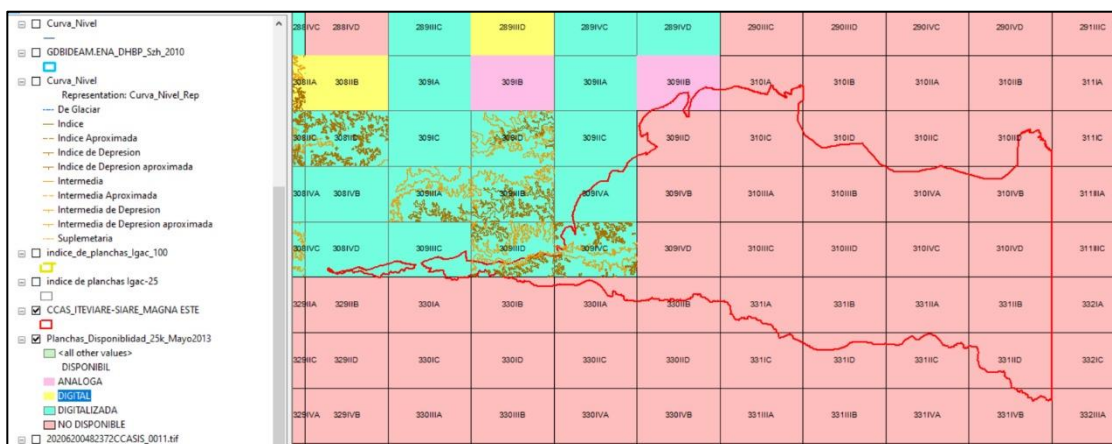 Curva_Nivel
GDBIDEAM.ENA_DHBP_Szh_2010
Curva_Nivel
Representation: Curva_Nivel_Rep
De Glaciar
Indice
Indice Aproximada
Indice de Depresion
Indice de Depresion aproximada
Intermedia
Intermedia Aproximada
Intermedia de Depresion
Intermedia de Depresion aproximada
Suplemetaria
indice_de_planchas_Igac_100
indice de planchas Igac-25
CCAS_ITEVIARE-SIARE_MAGNA ESTE
Planchas_Disponiblidad_25k_Mayo2013
<all other values>
DISPONIBIL
ANALOGA
DIGITAL
DIGITALIZADA
NO DISPONIBLE
20206200482372CCASIS_0011.tif
288IVC 288IVD 289IIIC 289IIID 289IVC 289IVD 290IIIC 290IIID 290IVC 290IVD 291IIIC
308IIA 308IIB 309IA 309IB 309IIA 309IIB 310IA 310IB 310IIA 310IIB 311IA
308IIC 308IID 309IC 309ID 309IIC 309IID 310IC 310ID 310IIC 310IID 311IC
308IVA 308IVB 309IIIA 309IIIB 309IVA 309IVB 310IIIA 310IIIB 310IVA 310IVB 311IIIA
308IVC 308IVD 309IIIC 309IIID 309IVC 309IVD 310IIIC 310IIID 310IVC 310IVD 311IIIC
329IIA 329IIB 330IA 330IB 330IIA 330IIB 331IA 331IB 331IIA 331IIB 332IA
329IIC 329IID 330IC 330ID 330IIC 330IID 331IC 331ID 331IIC 331IID 332IC
329IVA 329IVB 330IIIA 330IIIB 330IVA 330IVB 331IIIA 331IIIB 331IVA 331IVB 332IIIA